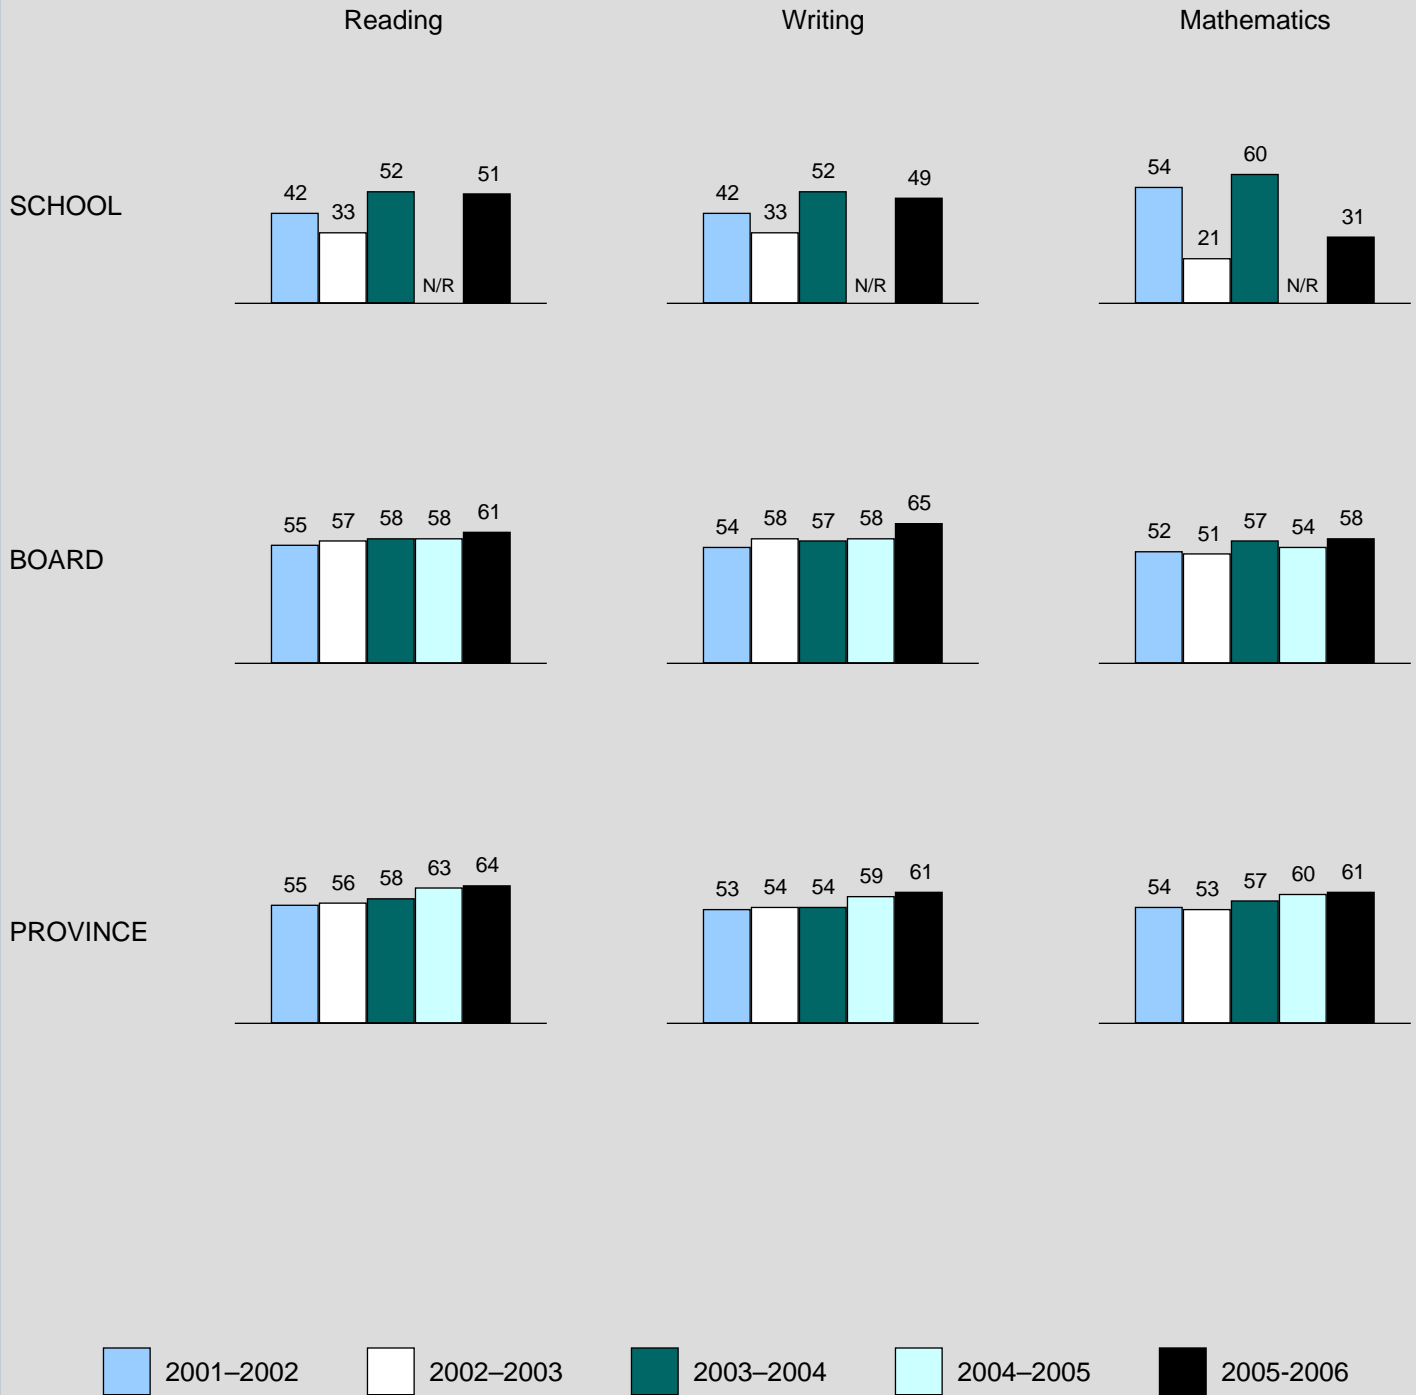 Reading Writing Mathematics
SCHOOL
42 33 52 N/R 51
42 33 52 N/R 49
54 21 60 N/R 31
BOARD
55 57 58 58 61
54 58 57 58 65
52 51 57 54 58
PROVINCE
55 56 58 63 64
53 54 54 59 61
54 53 57 60 61
2001–2002 2002–2003 2003–2004 2004–2005 2005-2006